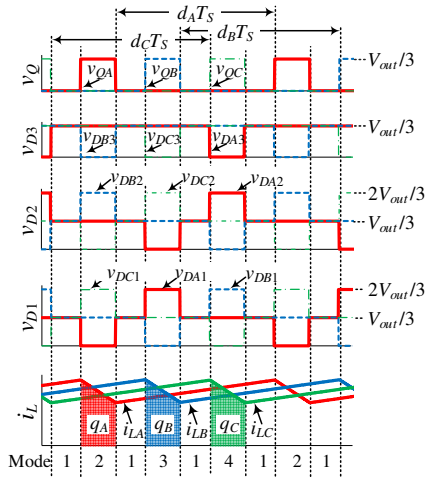 d_A T_S
d_C T_S d_B T_S
v_Q v_QA v_QB v_QC V_out/3
v_D3 v_DB3 v_DC3 v_DA3 V_out/3
v_DB2 v_DC2 v_DA2 2V_out/3
v_D2 V_out/3
v_DC1 v_DA1 v_DB1 2V_out/3
v_D1 V_out/3
i_L q_A i_LA q_B i_LB q_C i_LC
Mode 1 2 1 3 1 4 1 2 1